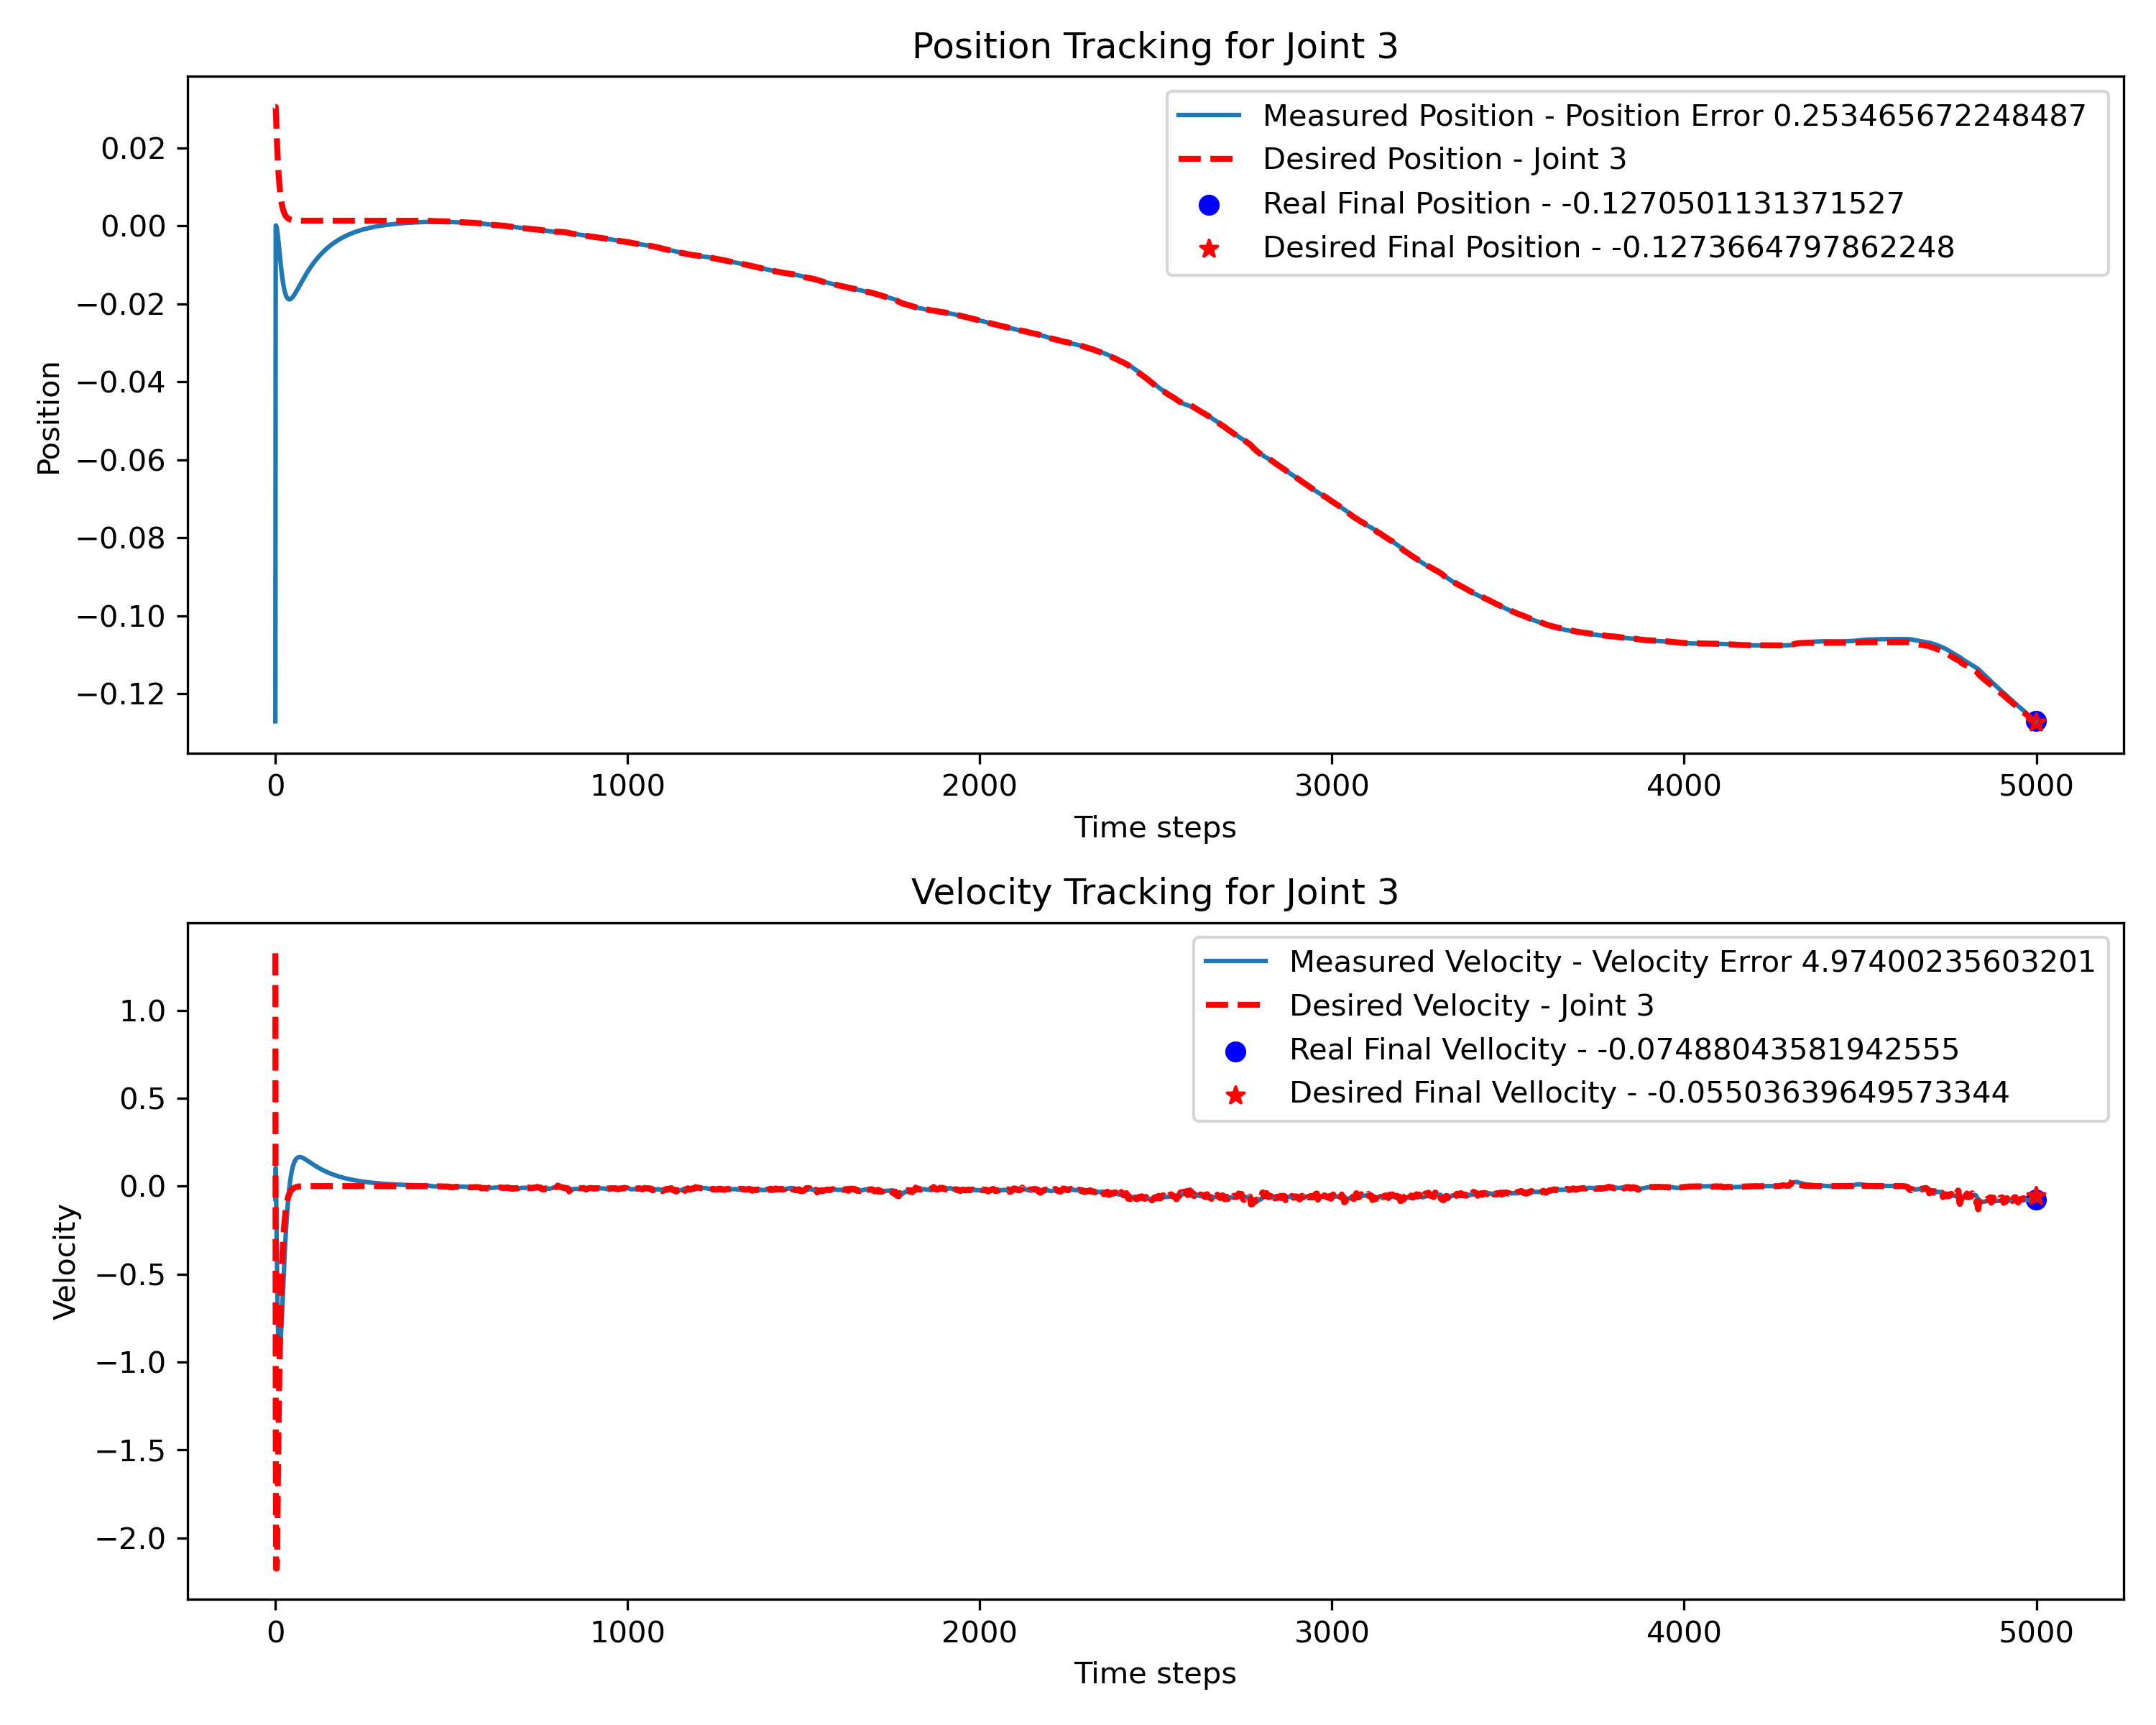 Position Tracking for Joint 3
Measured Position - Position Error 0.253465672248487
Desired Position - Joint 3
Real Final Position - -0.1270501131371527
Desired Final Position - -0.1273664797862248
0.02
0.00
−0.02
−0.04
−0.06
−0.08
−0.10
−0.12
Position
0 1000 2000 3000 4000 5000
Time steps
Velocity Tracking for Joint 3
Measured Velocity - Velocity Error 4.97400235603201
Desired Velocity - Joint 3
Real Final Vellocity - -0.07488043581942555
Desired Final Vellocity - -0.05503639649573344
1.0
0.5
0.0
−0.5
−1.0
−1.5
−2.0
Velocity
0 1000 2000 3000 4000 5000
Time steps